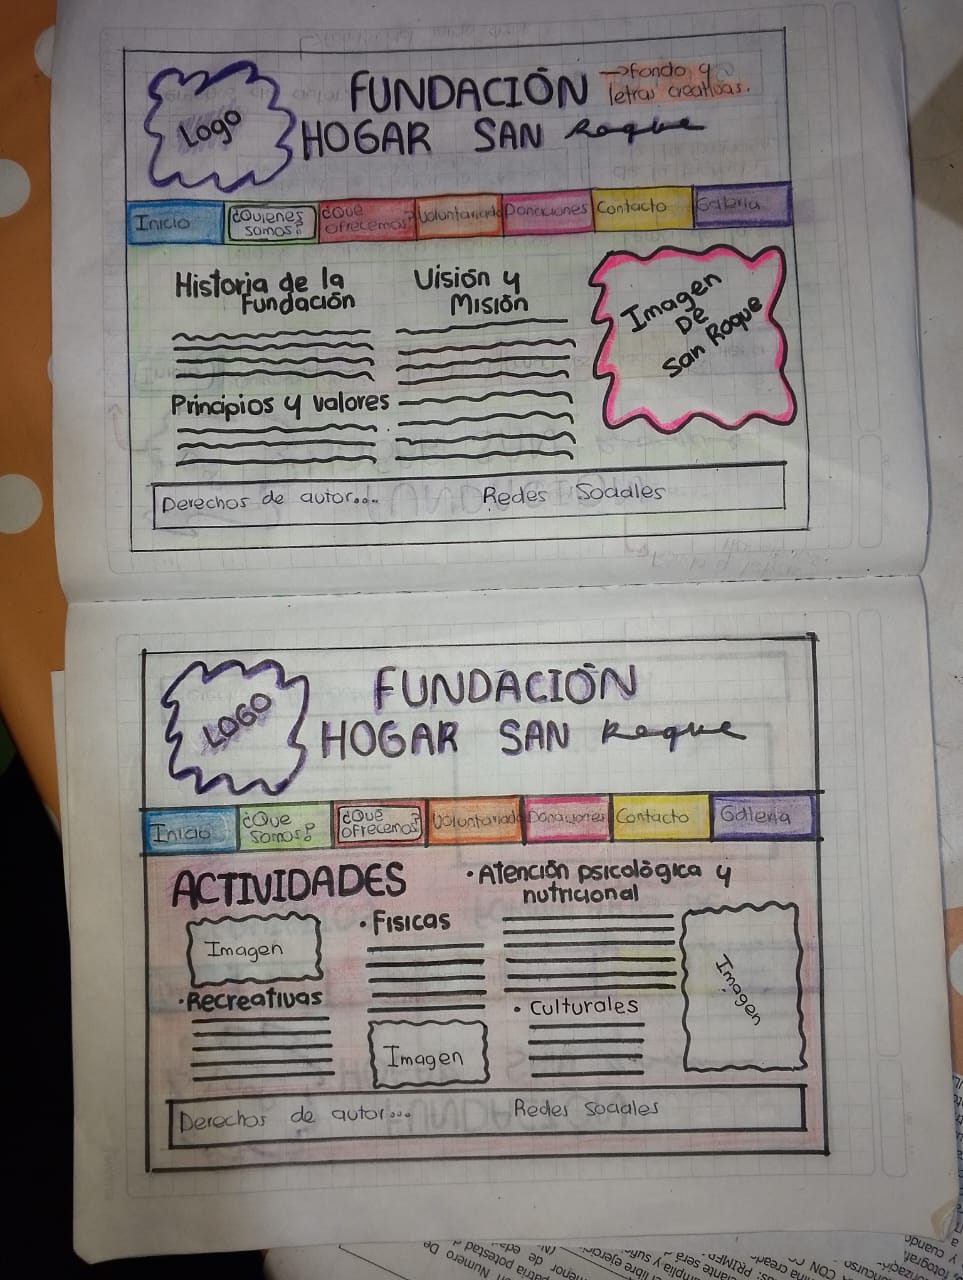 Logo
FUNDACIÓN
HOGAR SAN Roque
→fondo y
letras creativas.
Inicio
¿Quienes
somos?
¿Que
ofrecemos?
Voluntariado
Donaciones
Contacto
Galeria
Historia de la
Fundación
Visión y
Misión
Imagen
De
San Roque
Principios y valores
Derechos de autor...
Redes Sociales
LOGO
FUNDACIÓN
HOGAR SAN Roque
Inicio
¿Que
somos?
¿Que
ofrecemos?
Voluntariado
Donaciones
Contacto
Galeria
ACTIVIDADES
Imagen
• Recreativas
• Fisicas
Imagen
• Atención psicológica y
nutricional
• Culturales
Imagen
Derechos de autor...
Redes Sociales